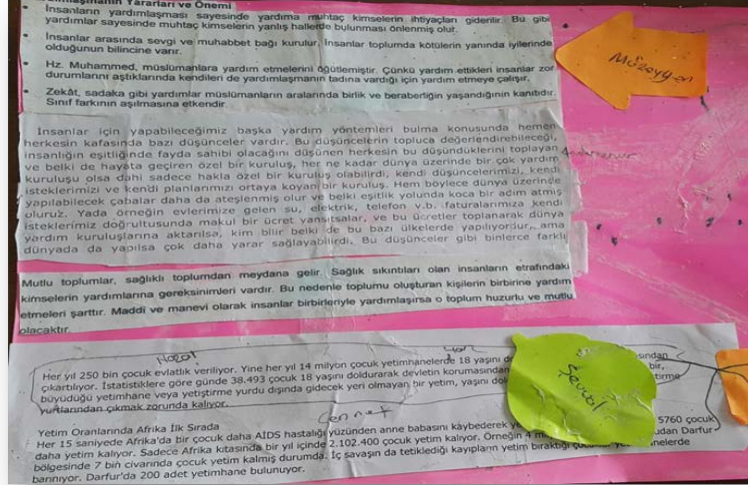 Yardımlaşmanın Yararları ve Önemi
İnsanların yardımlaşması sayesinde yardıma muhtaç kimselerin ihtiyaçları giderilir. Bu gibi
yardımlar sayesinde muhtaç kimselerin yanlış hallerde bulunması önlenmiş olur.
İnsanlar arasında sevgi ve muhabbet bağı kurulur, İnsanlar toplumda kötülerin yanında iyilerinde
olduğunun bilincine varır.
Hz. Muhammed, müslümanlara yardım etmelerini öğütlemiştir. Çünkü yardım ettikleri insanlar zor
durumlarını aştıklarında kendileri de yardımlaşmanın tadına vardığı için yardım etmeye çalışır.
Zekât, sadaka gibi yardımlar müslümanların aralarında birlik ve beraberliğin yaşandığının kanıtıdır.
Sınıf farkının aşılmasına etkendir.
Müzeyyen
İnsanlar için yapabileceğimiz başka yardım yöntemleri bulma konusunda hemen
herkesin kafasında bazı düşünceler vardır. Bu düşüncelerin topluca değerlendirebileceği,
insanlığın eşitliğinde fayda sahibi olacağını düşünen herkesin bu düşündüklerini toplayan
ve belki de hayata geçiren özel bir kuruluş, her ne kadar dünya üzerinde bir çok yardım
kuruluşu olsa dahi sadece hakla özel bir kuruluş olabilirdi, kendi düşüncelerimizi, kendi
isteklerimizi ve kendi planlarımızı ortaya koyan bir kuruluş. Hem böylece dünya üzerinde
yapılabilecek çabalar daha da ateşlenmiş olur ve belki eşitlik yolunda koca bir adım atmış
oluruz. Yada örneğin evlerimize gelen su, elektrik, telefon v.b. faturalarımıza kendi
isteklerimiz doğrultusunda makul bir ücret yansıtsalar, ve bu ücretler toplanarak dünya
yardım kuruluşlarına aktarılsa, kim bilir belki de bu bazı ülkelerde yapılıyordur, ama
dünyada da yapılsa çok daha yarar sağlayabilirdi. Bu düşünceler gibi binlerce farklı
Mutlu toplumlar, sağlıklı toplumdan meydana gelir. Sağlık sıkıntıları olan insanların etrafındaki
kimselerin yardımlarına gereksinimleri vardır. Bu nedenle toplumu oluşturan kişilerin birbirine yardım
etmeleri şarttır. Maddi ve manevi olarak insanlar birbirleriyle yardımlaşırsa o toplum huzurlu ve mutlu
olacaktır.
Her yıl 250 bin çocuk evlatlık veriliyor. Yine her yıl 14 milyon çocuk yetimhanelerde 18 yaşını
çıkartılıyor. İstatistiklere göre günde 38.493 çocuk 18 yaşını doldurarak devletin korumasından bir,
büyüdüğü yetimhane veya yetiştirme yurdu dışında gidecek yeri olmayan bir yetim, yaşını
yurtlarından çıkmak zorunda kalıyor.
Şevval
Cennet
Yetim Oranlarında Afrika İlk Sırada
Her 15 saniyede Afrika'da bir çocuk daha AIDS hastalığı yüzünden anne babasını kaybederek 5760 çocuk
daha yetim kalıyor. Sadece Afrika kıtasında bir yıl içinde 2.102.400 çocuk yetim kalıyor. Örneğin 4 Darfur
bölgesinde 7 bin civarında çocuk yetim kalmış durumda. İç savaşın da tetiklediği kayıpların yetim bıraktığı
barınıyor. Darfur'da 200 adet yetimhane bulunuyor.